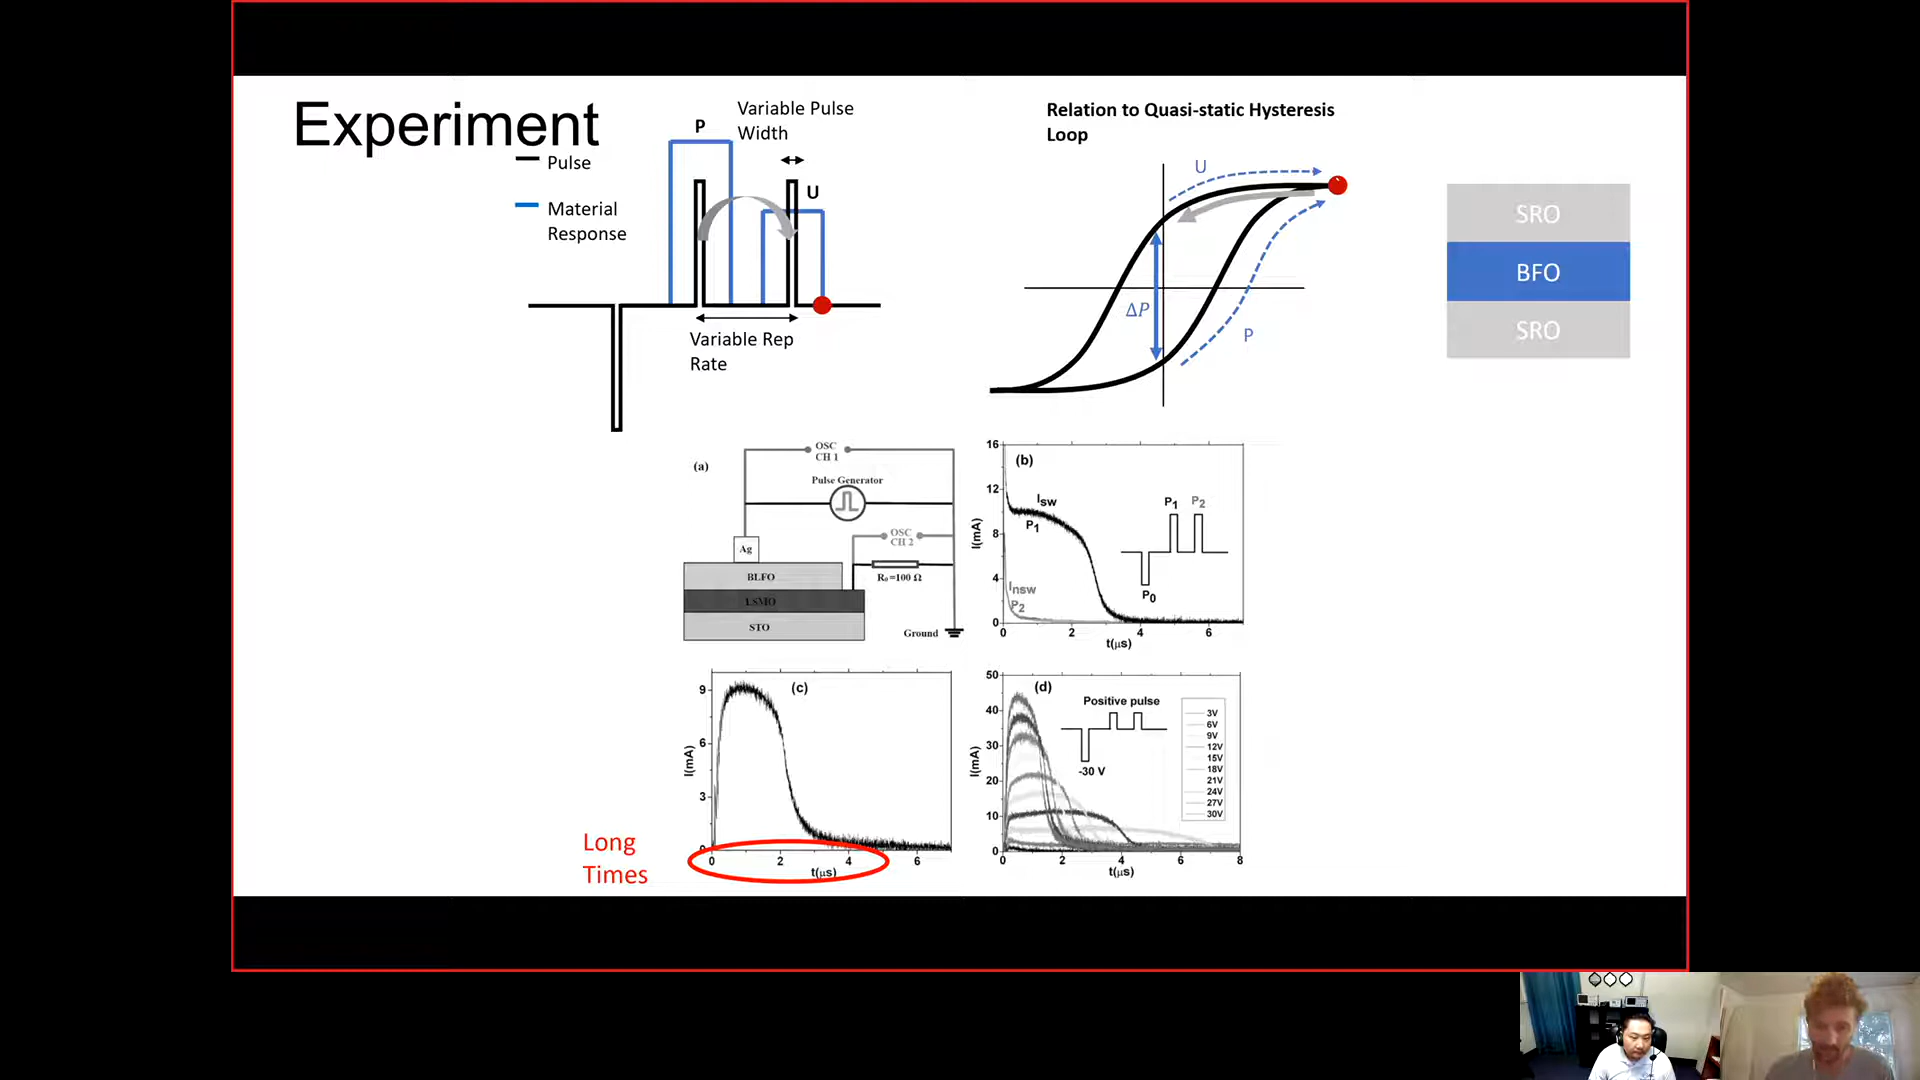 Experiment
Pulse
Material
Response
P
Variable Pulse
Width
U
Variable Rep
Rate
Relation to Quasi-static Hysteresis
Loop
U
ΔP
P
SRO
BFO
SRO
(a)
OSC
CH 1
Pulse Generator
OSC
CH 2
Ag
R₀=100 Ω
BLFO
LSMO
STO
Ground
(b)
16
12
8
4
0
I(mA)
Isw
P1
Insw
P2
P1 P2
P0
0 2 4 6
t(μs)
(c)
9
6
3
0
I(mA)
0 2 4 6
t(μs)
Long
Times
(d)
50
40
30
20
10
0
I(mA)
Positive pulse
-30 V
3V
6V
9V
12V
15V
18V
21V
24V
27V
30V
0 2 4 6 8
t(μs)